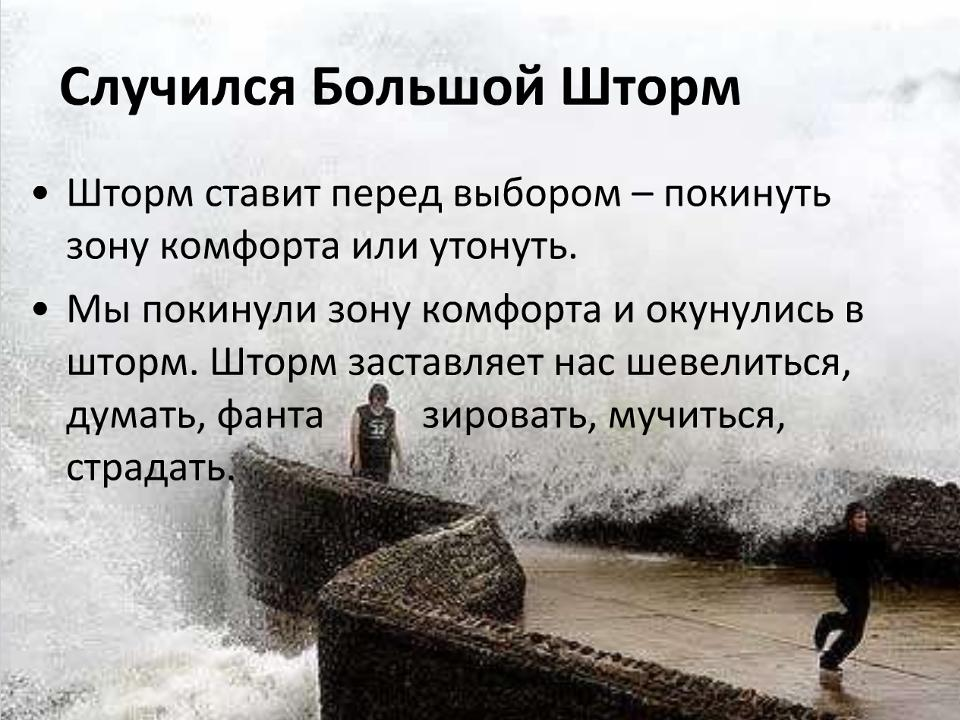 Случился Большой Шторм
• Шторм ставит перед выбором – покинуть
зону комфорта или утонуть.
• Мы покинули зону комфорта и окунулись в
шторм. Шторм заставляет нас шевелиться,
думать, фанта зировать, мучиться,
страдать.
32